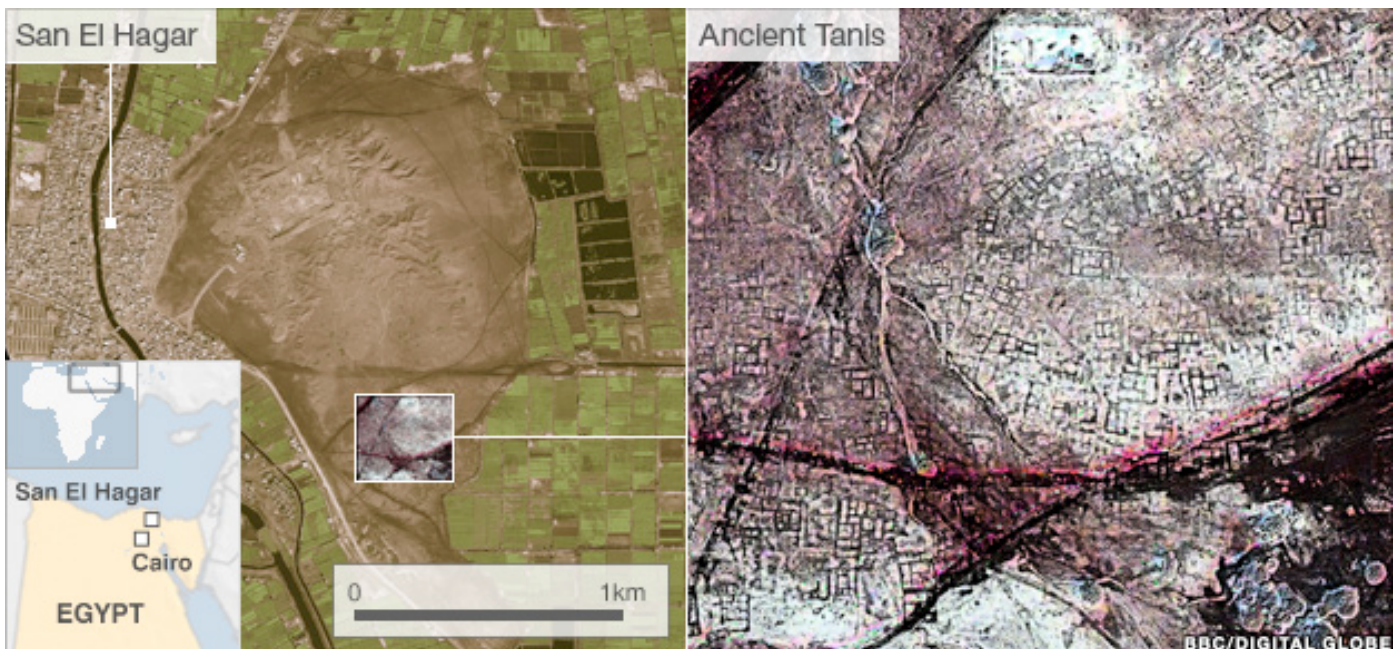 San El Hagar
Ancient Tanis
San El Hagar
Cairo
EGYPT
0 1km
BBC/DIGITAL GLOBE